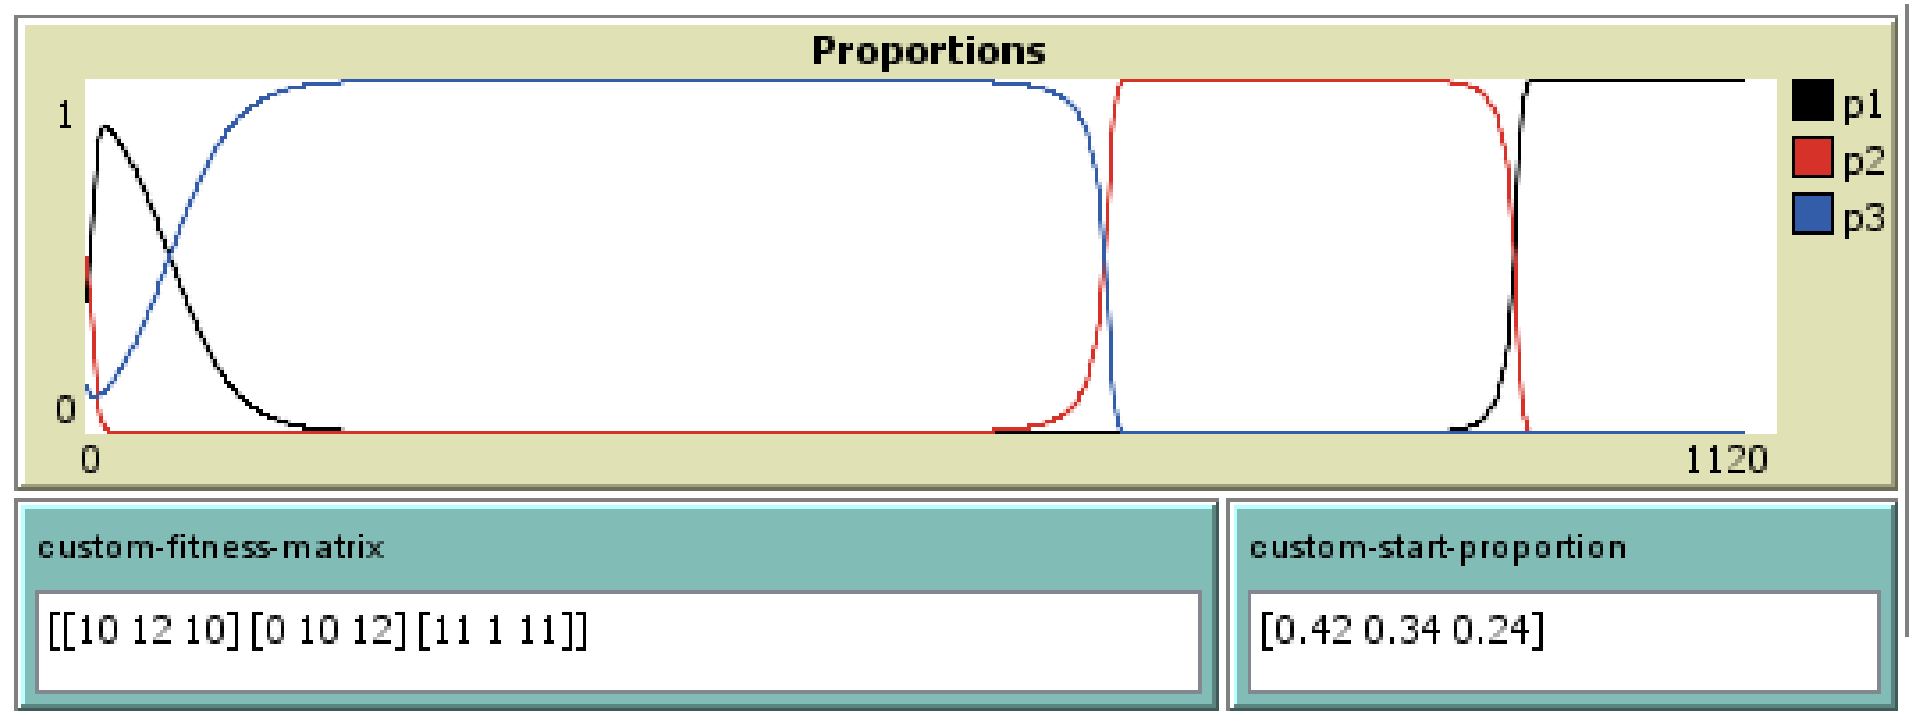 Proportions
1
0
0
1120
p1
p2
p3
custom-fitness-matrix
[[10 12 10] [0 10 12] [11 1 11]]
custom-start-proportion
[0.42 0.34 0.24]